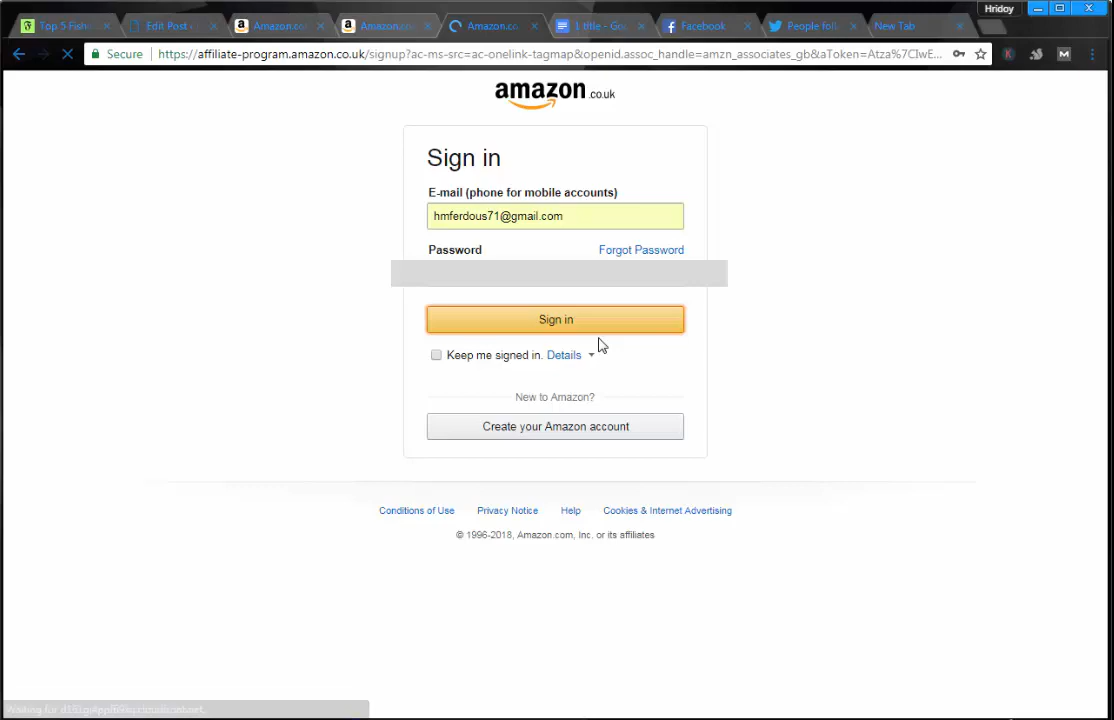 Hridoy
Top 5 Fish
Edit Post
Amazon.co
Amazon.c
Amazon.co
1 title - Go
Facebook
People foll
New Tab
Secure https://affiliate-program.amazon.co.uk/signup?ac-ms-src=ac-onelink-tagmap&openid.assoc_handle=amzn_associates_gb&aToken=Atza%7CIwE...
amazon.co.uk
Sign in
E-mail (phone for mobile accounts)
hmferdous71@gmail.com
Password Forgot Password
Sign in
Keep me signed in. Details
New to Amazon?
Create your Amazon account
Conditions of Use Privacy Notice Help Cookies & Internet Advertising
© 1996-2018, Amazon.com, Inc. or its affiliates
Waiting for